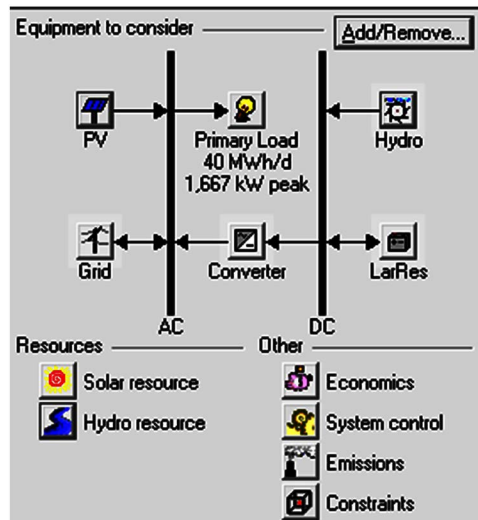 Equipment to consider
Add/Remove...
PV
Primary Load
40 MWh/d
1,667 kW peak
Hydro
Grid
Converter
LarRes
AC
DC
Resources
Other
Solar resource
Economics
Hydro resource
System control
Emissions
Constraints